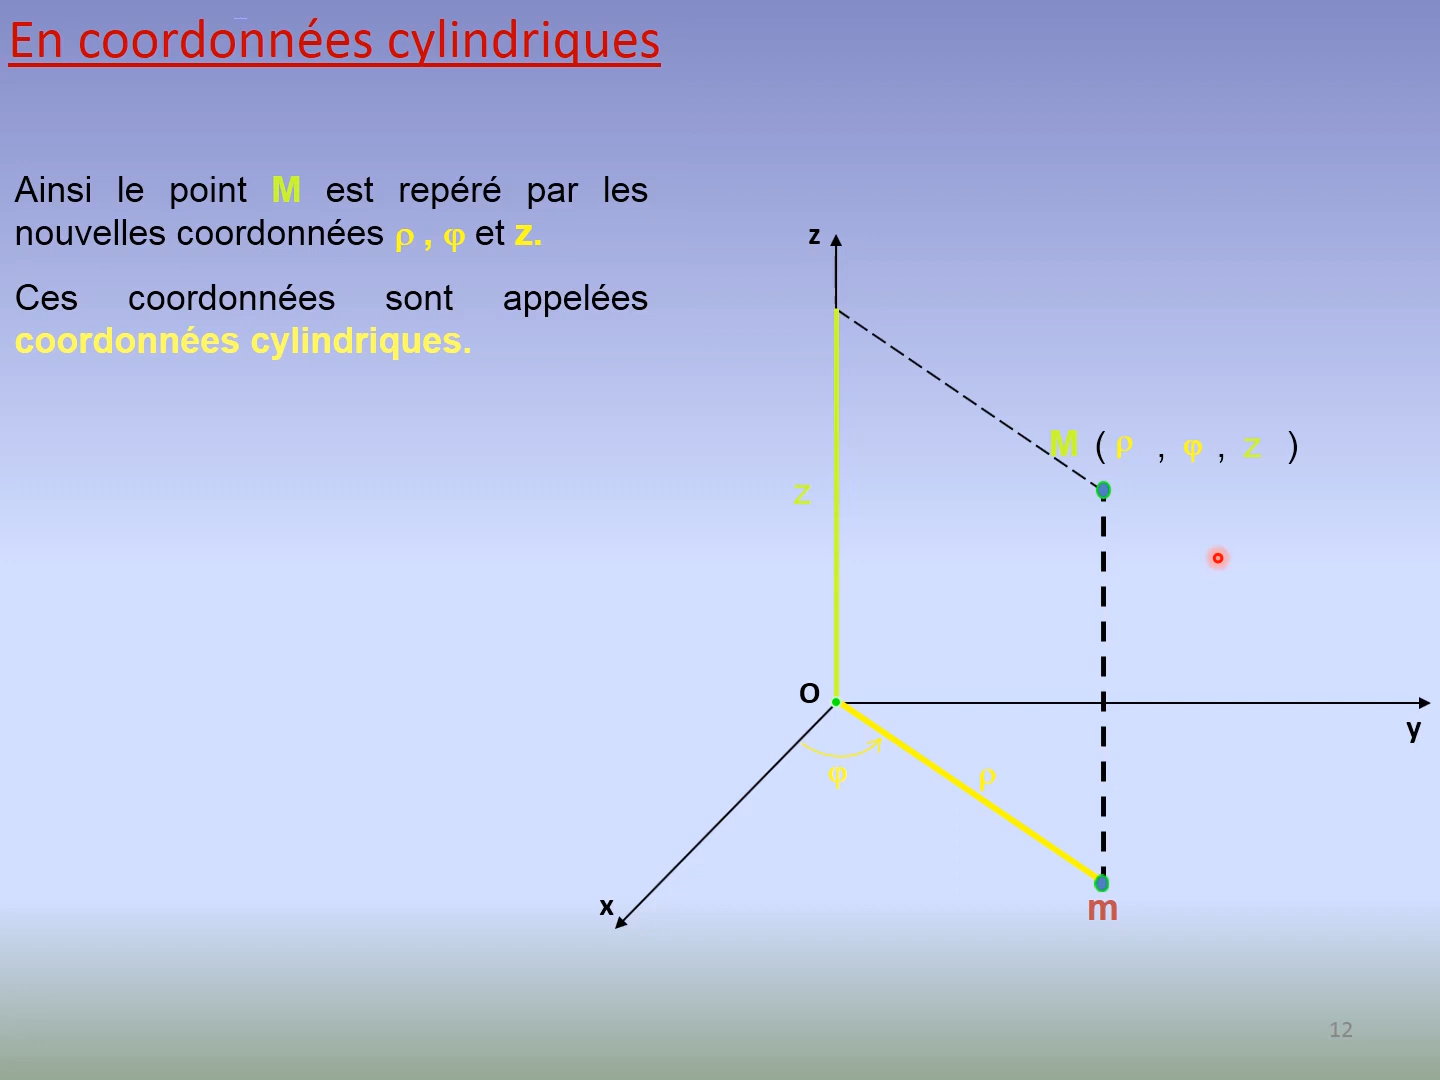 En coordonnées cylindriques
Ainsi le point M est repéré par les
nouvelles coordonnées ρ , φ et z.
Ces coordonnées sont appelées
coordonnées cylindriques.
z
M ( ρ , φ , z )
z
O
y
φ
ρ
x
m
12